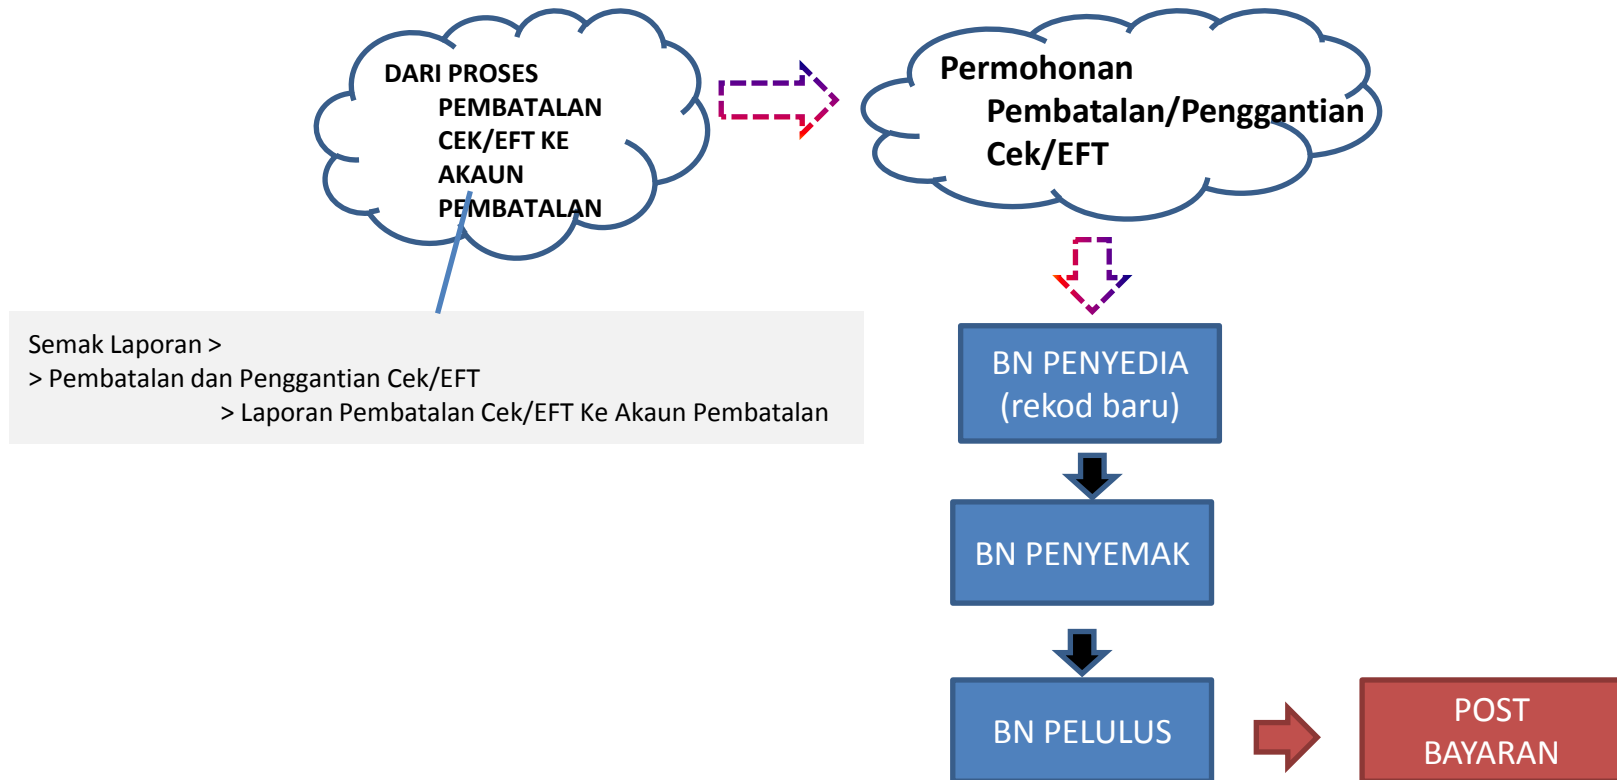 DARI PROSES
PEMBATALAN
CEK/EFT KE
AKAUN
PEMBATALAN
Permohonan
Pembatalan/Penggantian
Cek/EFT
Semak Laporan >
> Pembatalan dan Penggantian Cek/EFT
> Laporan Pembatalan Cek/EFT Ke Akaun Pembatalan
BN PENYEDIA
(rekod baru)
BN PENYEMAK
BN PELULUS
POST
BAYARAN